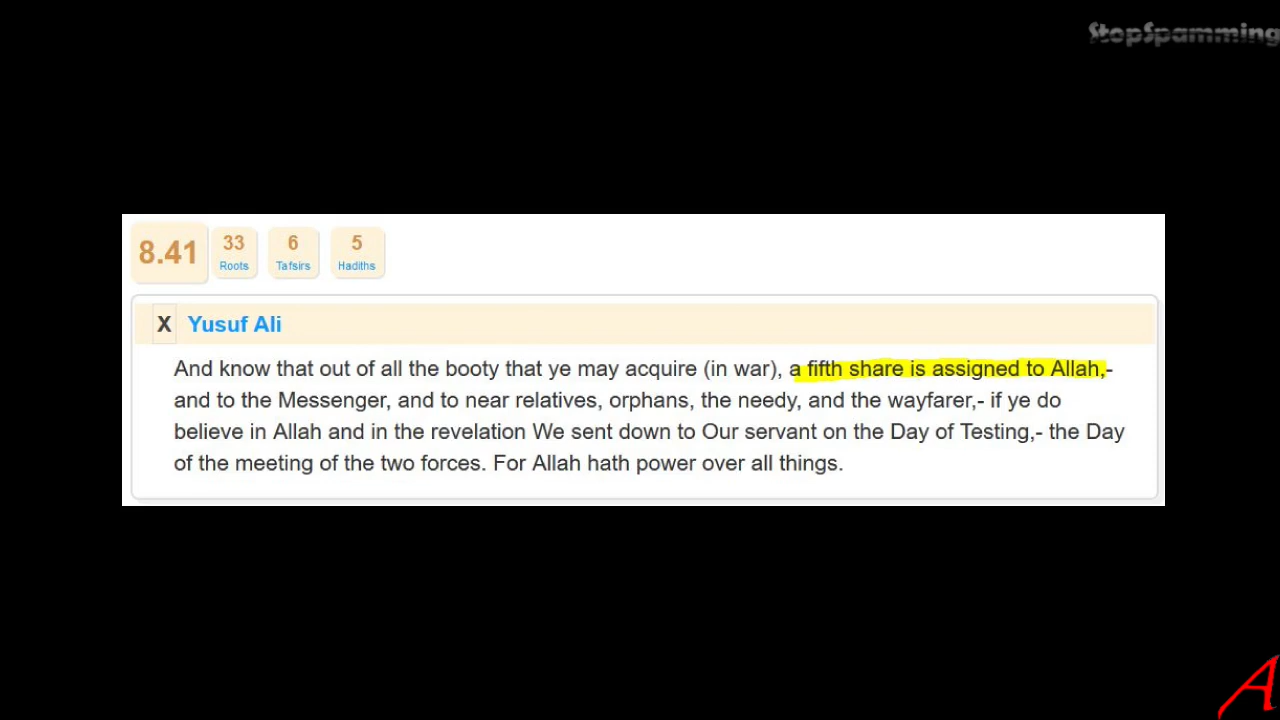 StopSpamming
8.41
33
Roots
6
Tafsirs
5
Hadiths
X Yusuf Ali
And know that out of all the booty that ye may acquire (in war), a fifth share is assigned to Allah,-
and to the Messenger, and to near relatives, orphans, the needy, and the wayfarer,- if ye do
believe in Allah and in the revelation We sent down to Our servant on the Day of Testing,- the Day
of the meeting of the two forces. For Allah hath power over all things.
A